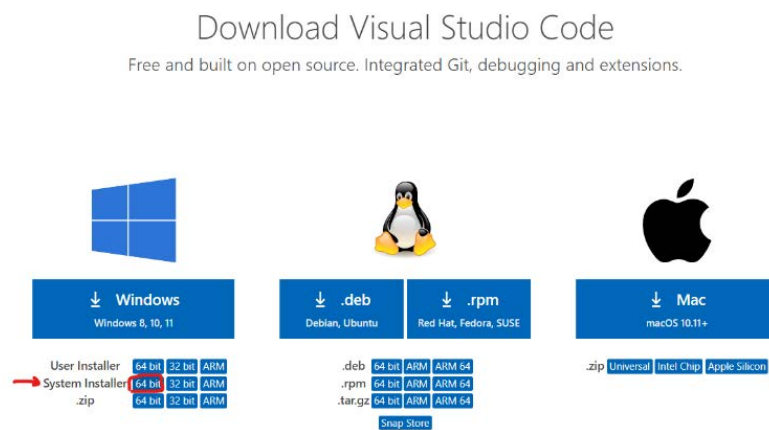 Download Visual Studio Code
Free and built on open source. Integrated Git, debugging and extensions.
Windows
Windows 8, 10, 11
User Installer 64 bit 32 bit ARM
System Installer 64 bit 32 bit ARM
.zip 64 bit 32 bit ARM
.deb
Debian, Ubuntu
.rpm
Red Hat, Fedora, SUSE
.deb 64 bit ARM ARM 64
.rpm 64 bit ARM ARM 64
.tar.gz 64 bit ARM ARM 64
Snap Store
Mac
macOS 10.11+
.zip Universal Intel Chip Apple Silicon